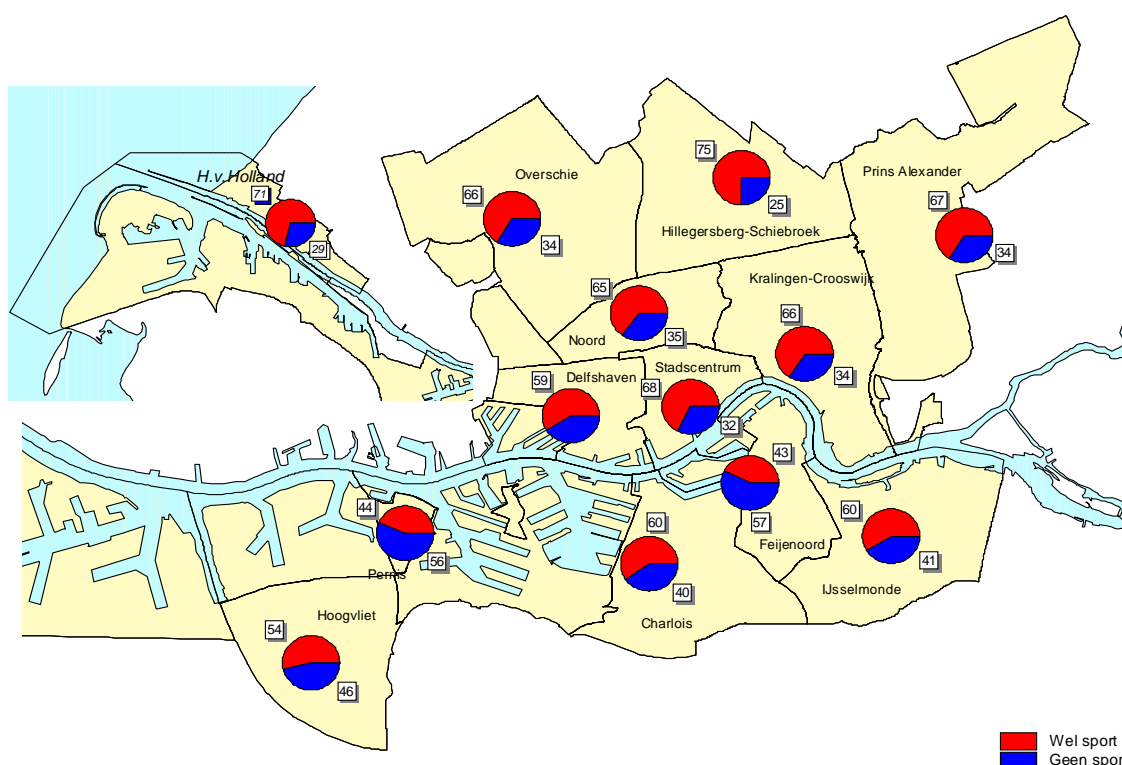 75
Prins Alexander
Overschie
H.v.Holland
71
66
67
25
29
34
Hillegersberg-Schiebroek
34
Kralingen-Crooswijk
65
66
Noord
35
Stadscentrum
59
Delfshaven
34
68
32
43
44
57
60
60
Feijenoord
56
41
Pernis
IJsselmonde
40
Hoogvliet
Charlois
54
46
Wel sport
Geen spor